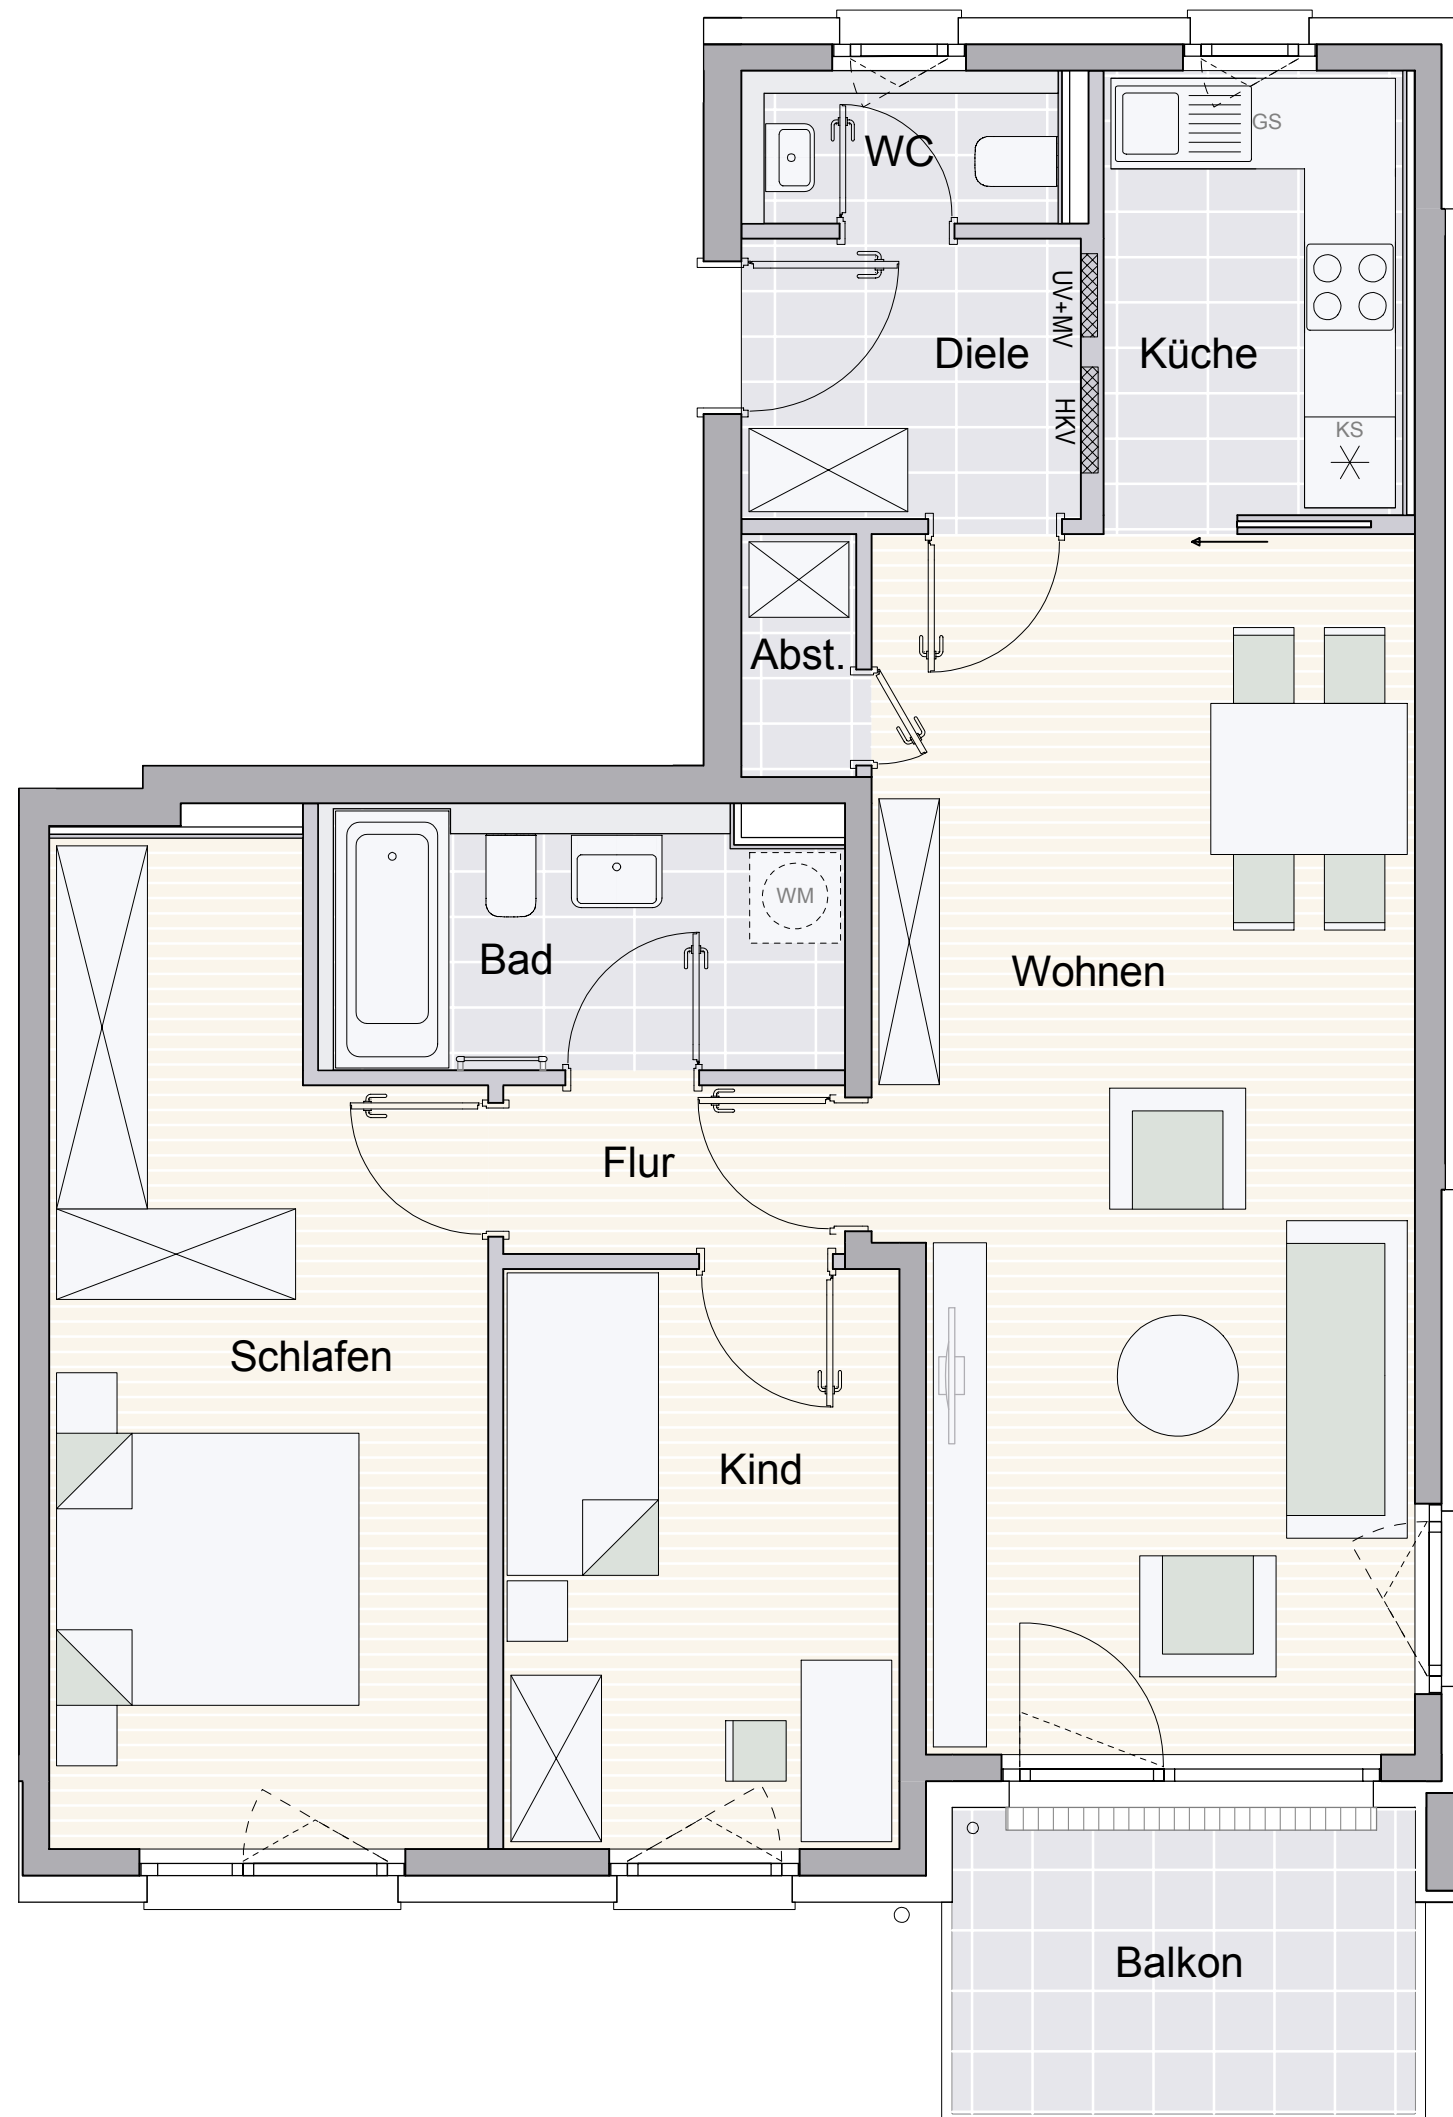 WC
GS
UV+MV
Diele
Küche
HKV
KS
Abst.
WM
Bad
Wohnen
Flur
Schlafen
Kind
Balkon